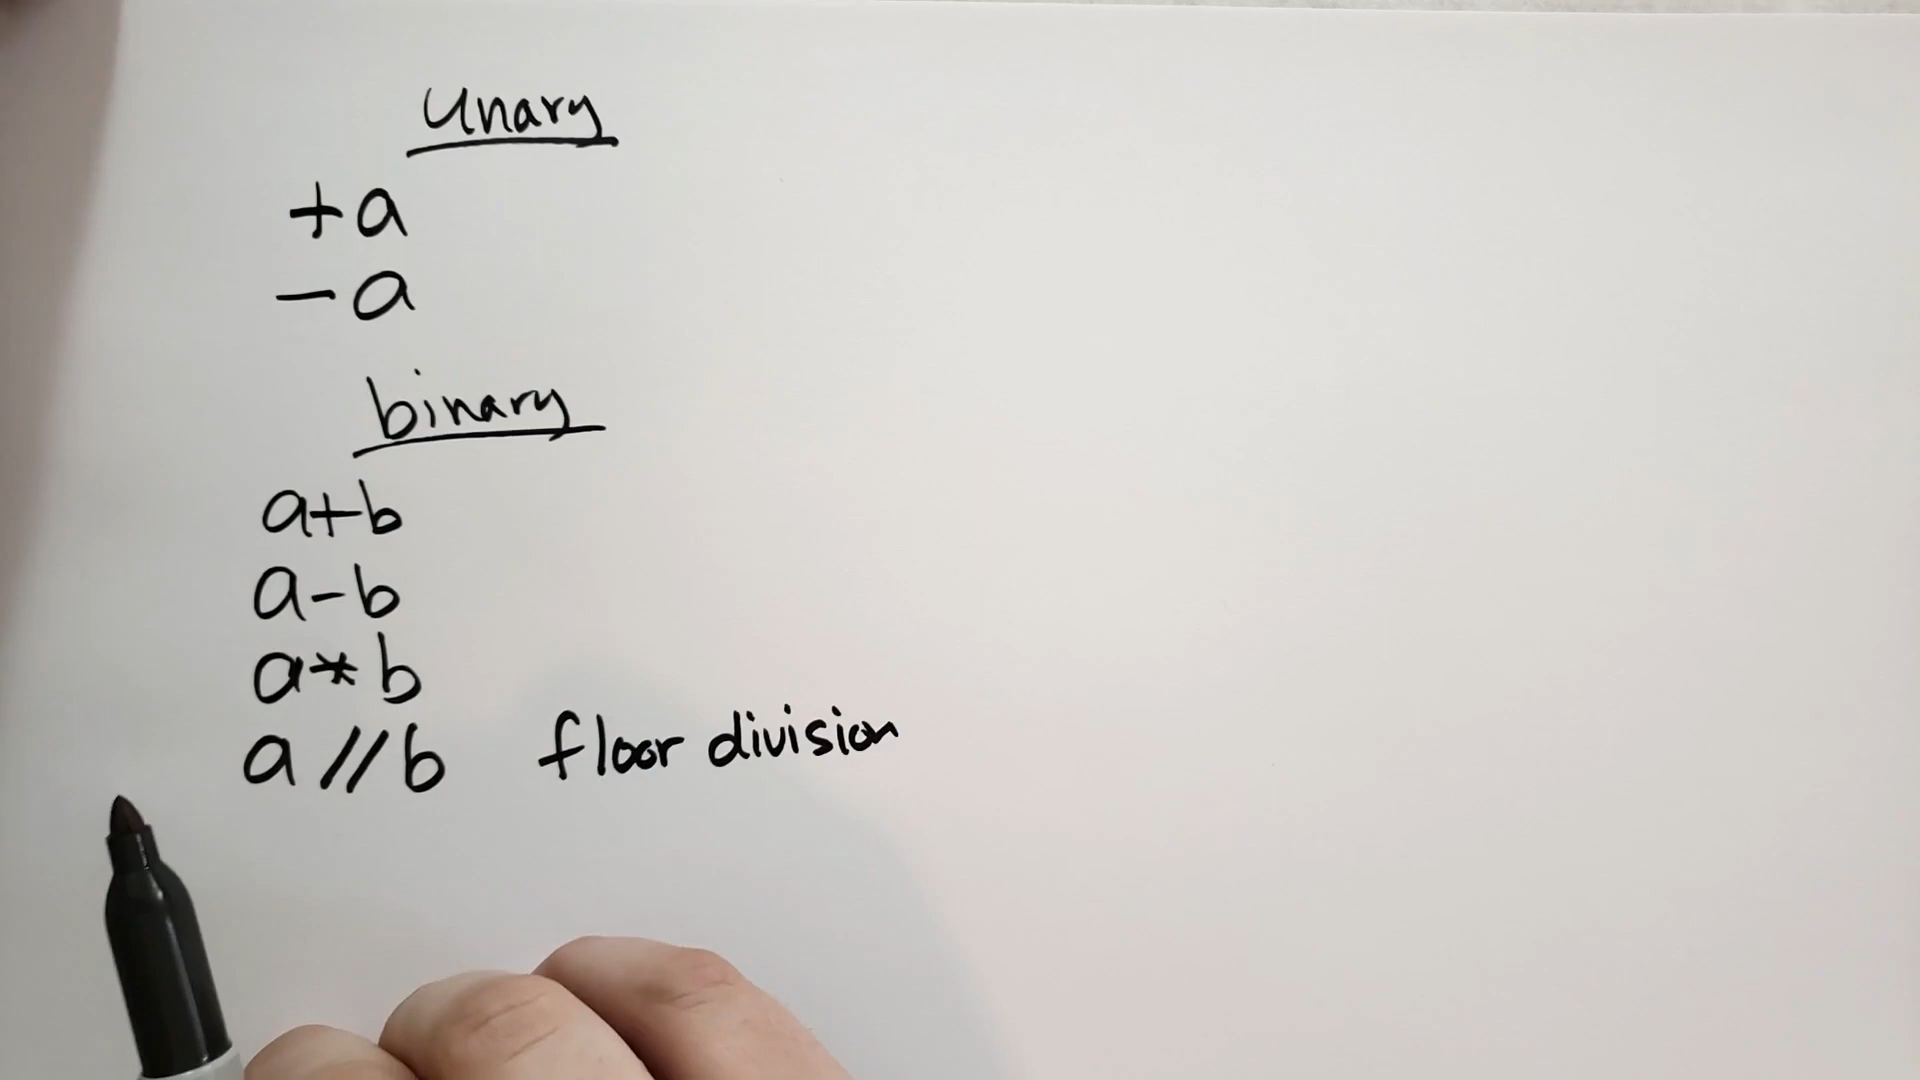 Unary
+a
-a
binary
a+b
a-b
a*b
a//b floor division